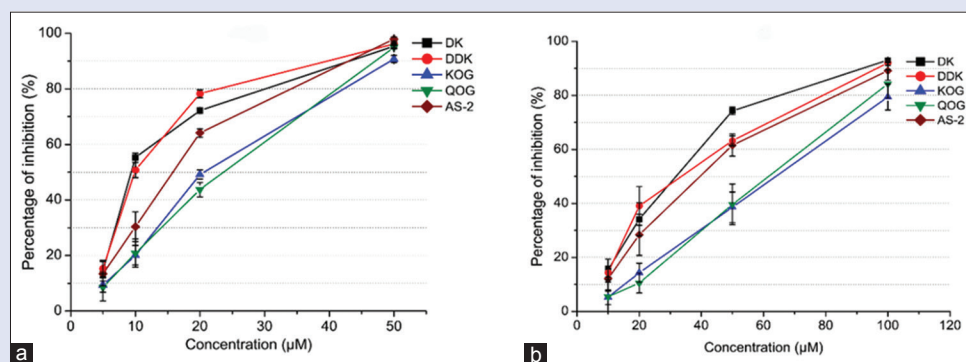 100
80
60
40
20
0
0
10
20
30
40
50
Percentage of inhibition (%)
Concentration (µM)
DK
DDK
KOG
QOG
AS-2
a
100
80
60
40
20
0
0
20
40
60
80
100
120
Percentage of inhibition (%)
Concentration (µM)
DK
DDK
KOG
QOG
AS-2
b